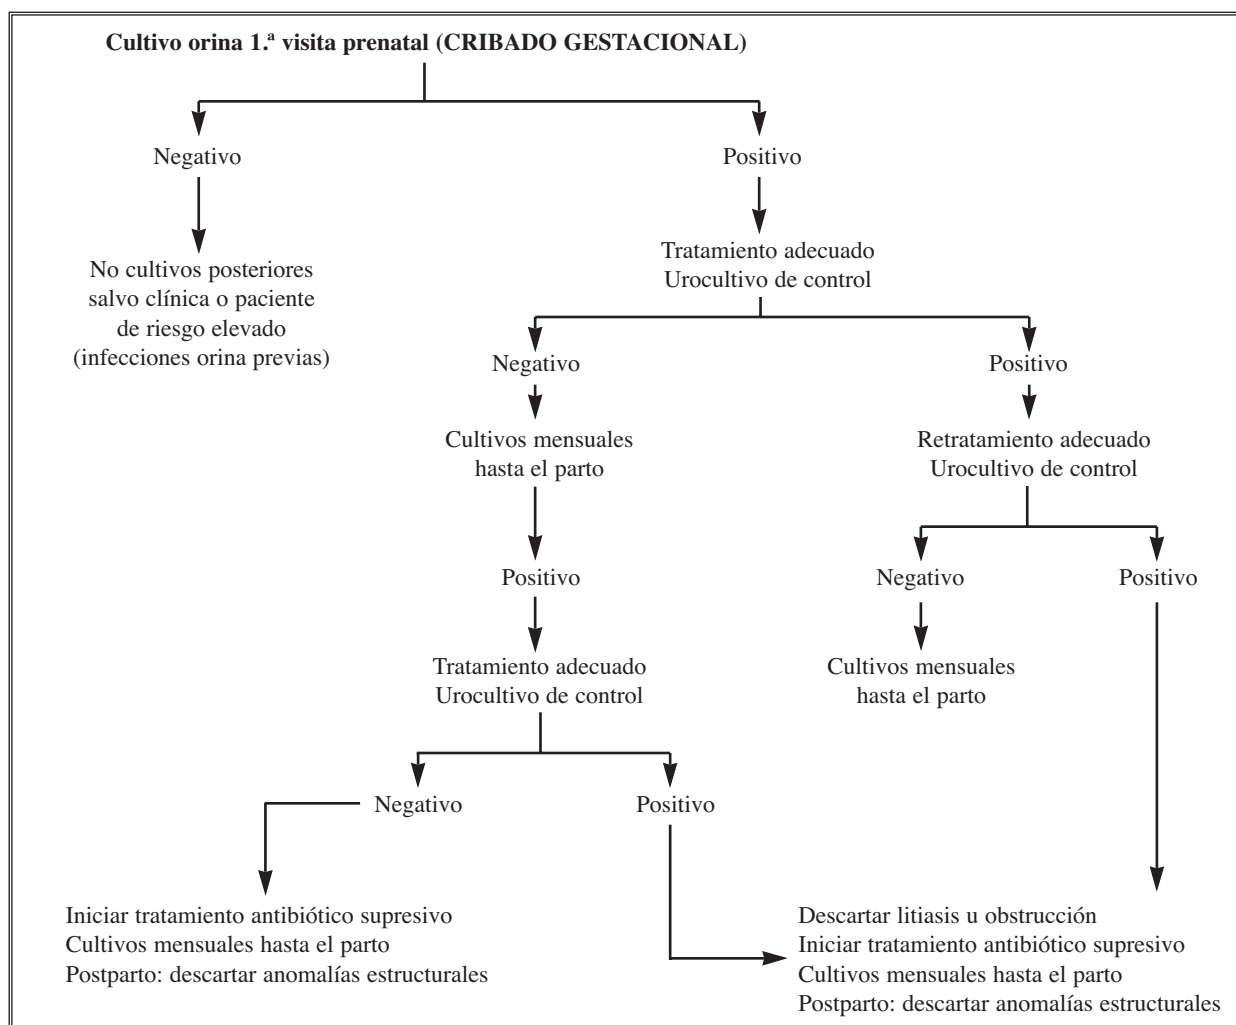 Cultivo orina 1.ª visita prenatal (CRIBADO GESTACIONAL)
Negativo
Positivo
No cultivos posteriores
salvo clínica o paciente
de riesgo elevado
(infecciones orina previas)
Tratamiento adecuado
Urocultivo de control
Negativo
Positivo
Cultivos mensuales
hasta el parto
Retratamiento adecuado
Urocultivo de control
Positivo
Negativo
Positivo
Tratamiento adecuado
Urocultivo de control
Cultivos mensuales
hasta el parto
Negativo
Positivo
Iniciar tratamiento antibiótico supresivo
Cultivos mensuales hasta el parto
Postparto: descartar anomalías estructurales
Descartar litiasis u obstrucción
Iniciar tratamiento antibiótico supresivo
Cultivos mensuales hasta el parto
Postparto: descartar anomalías estructurales